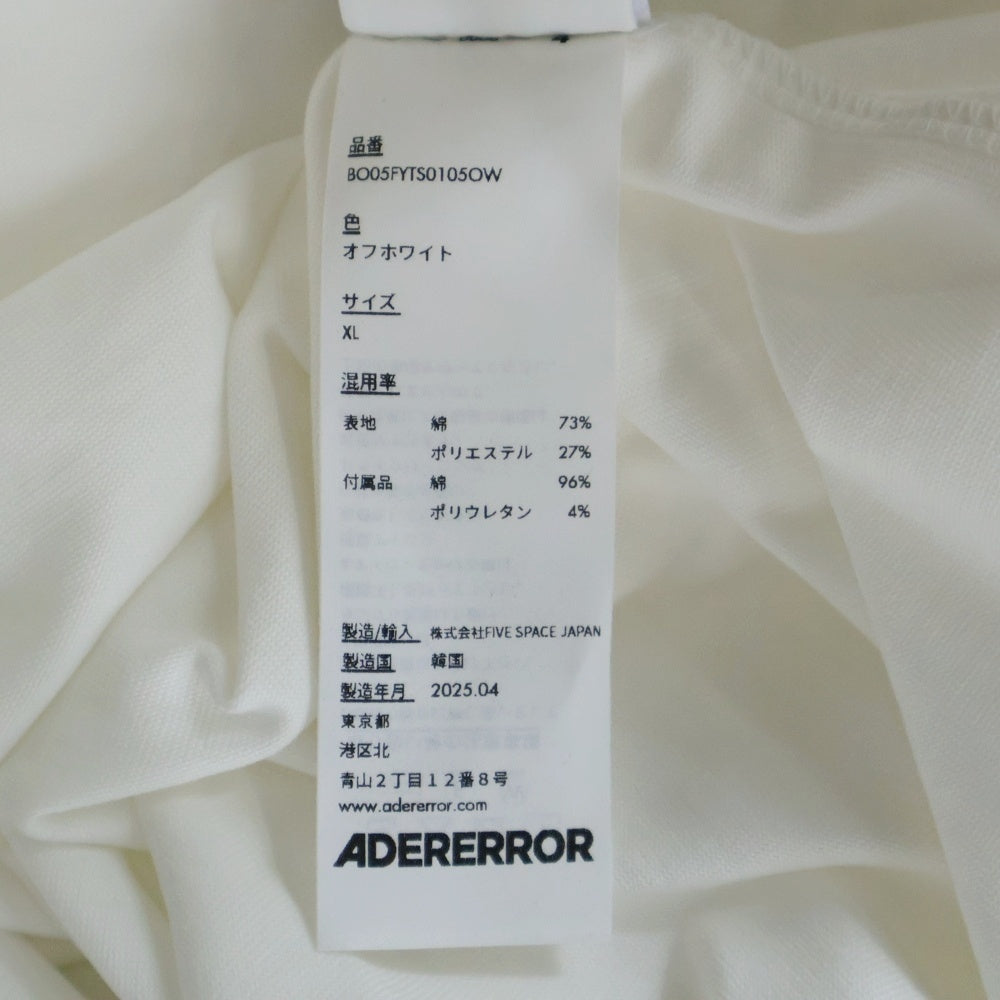 品番
BO05FYTS0105OW
色
オフホワイト
サイズ
XL
混用率
表地 綿 73%
ポリエステル 27%
付属品 綿 96%
ポリウレタン 4%
製造/輸入 株式会社FIVE SPACE JAPAN
製造国 韓国
製造年月 2025.04
東京都
港区北
青山２丁目１２番８号
www.adererror.com
ADERERROR